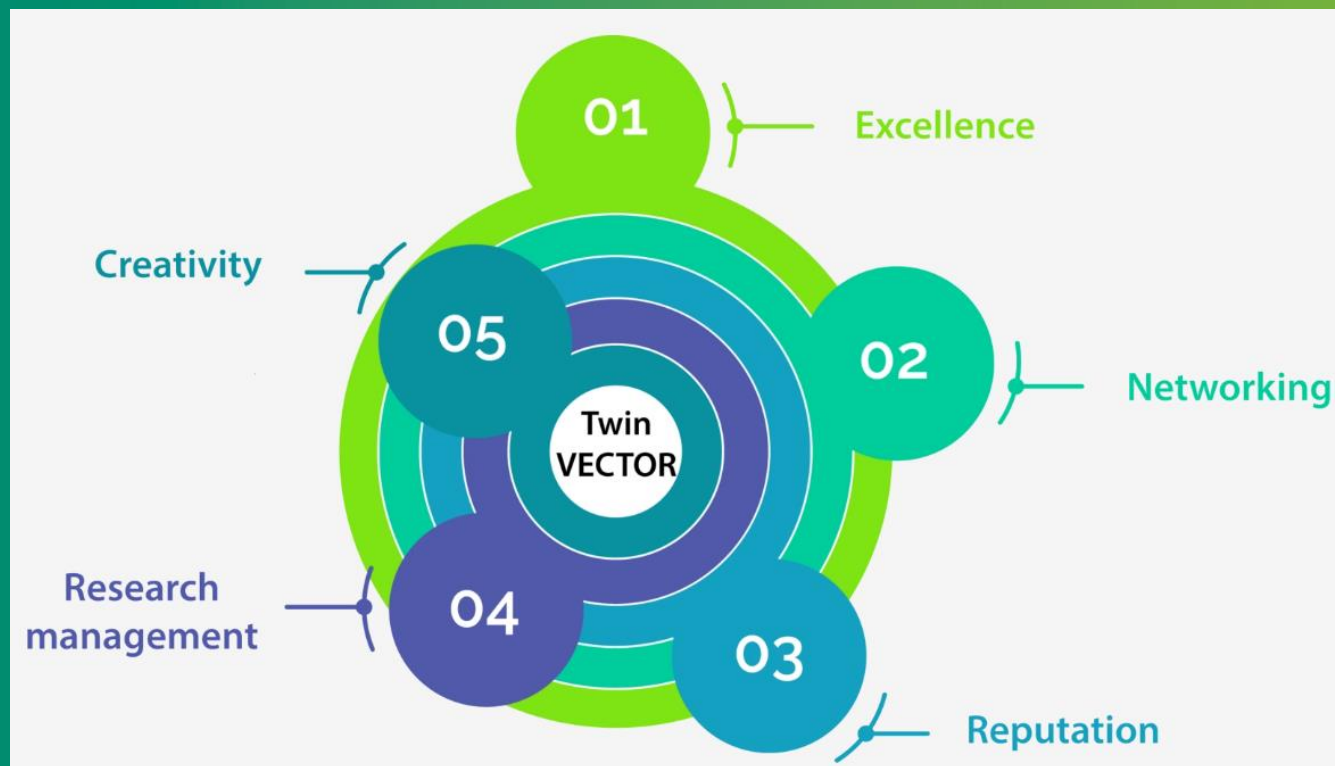 01
Excellence
02
Networking
03
Reputation
04
Research
management
05
Creativity
Twin
VECTOR